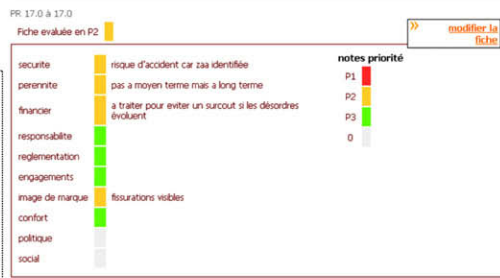 PR 17.0 à 17.0
Fiche evaluée en P2
» modifier la
fiche
securite risque d'accident car zaa identifiée
perennite pas a moyen terme mais a long terme
financier a traiter pour eviter un surcout si les désordres
évoluent
responsabilite
reglementation
engagements
image de marque fissurations visibles
confort
politique
social
notes priorité
P1
P2
P3
0